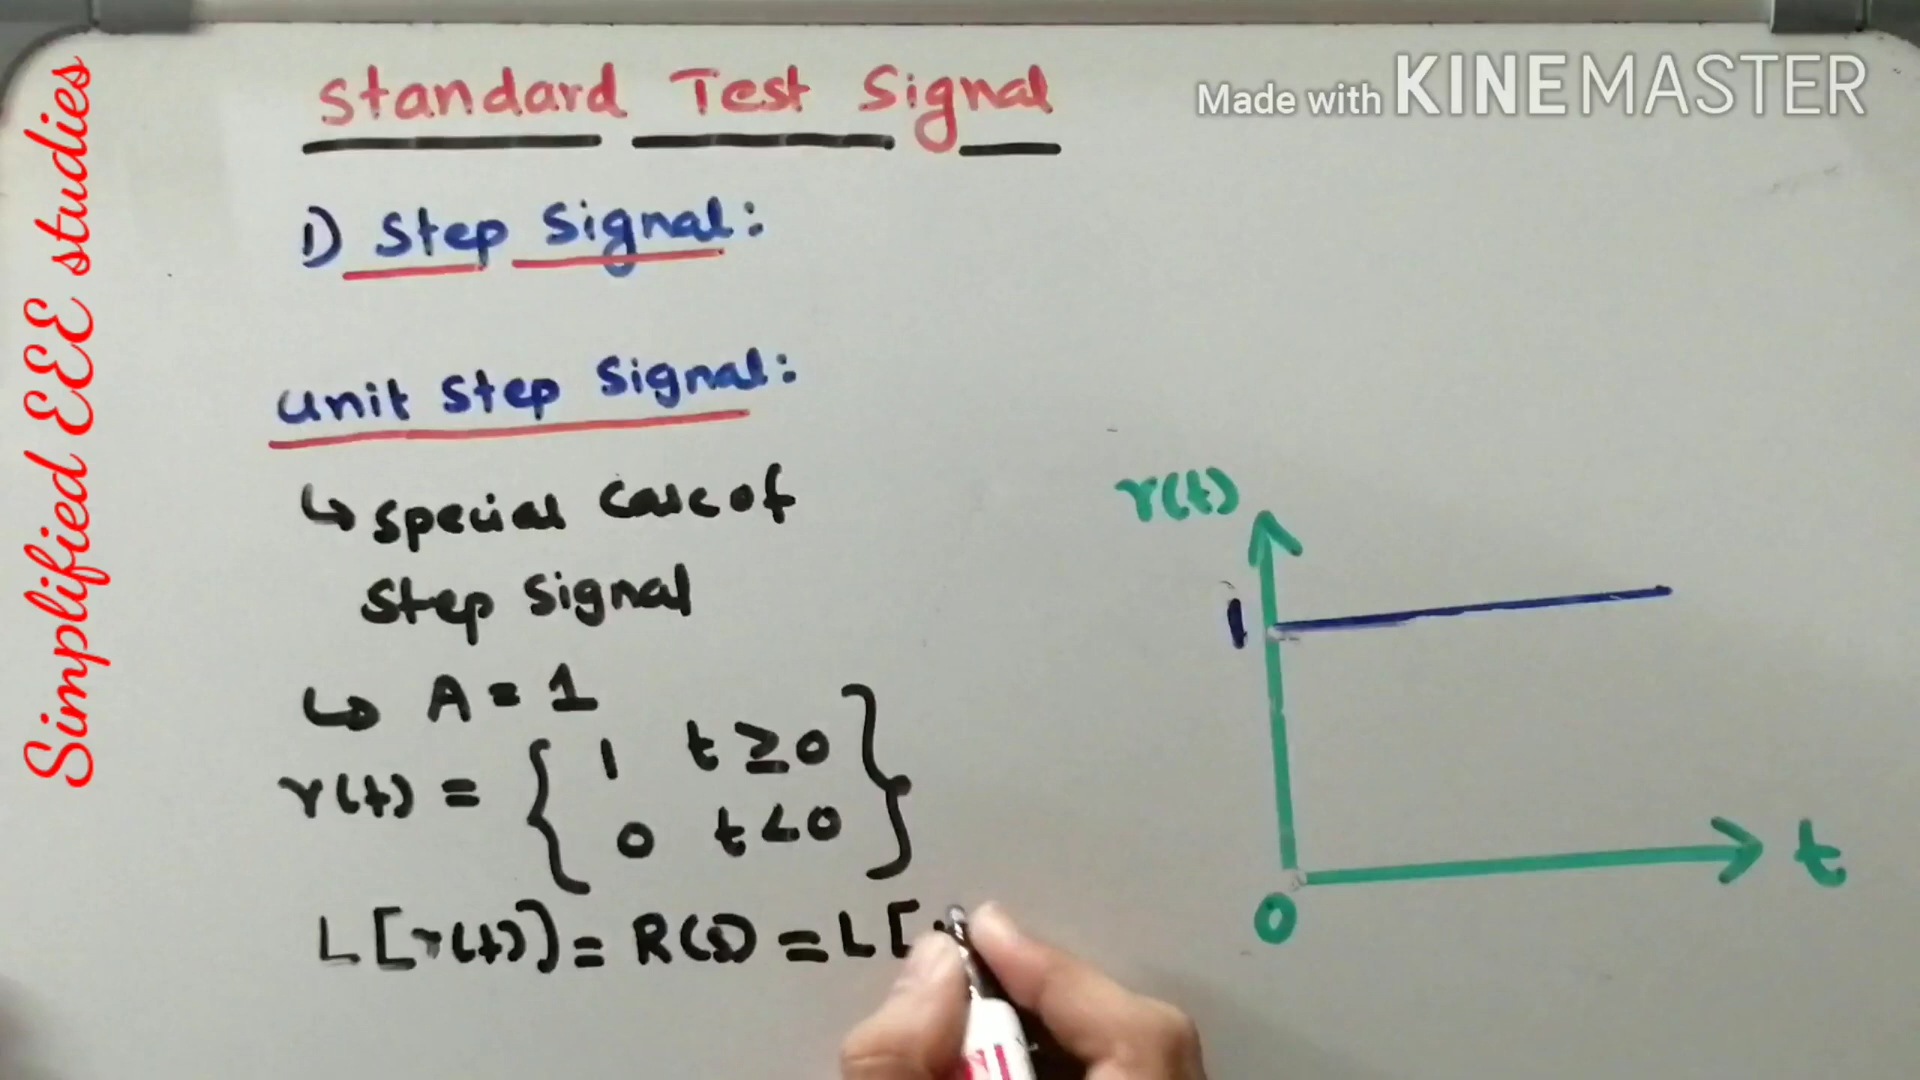 Standard Test Signal
Made with KINEMASTER
Simplified EEE studies
1) Step Signal:
Unit Step Signal:
↳ Special Case of
Step Signal
↳ A = 1
r(t) = { 1 t ≥ 0
0 t < 0 }
L[r(t)] = R(s) = L[
r(t)
1
0
t